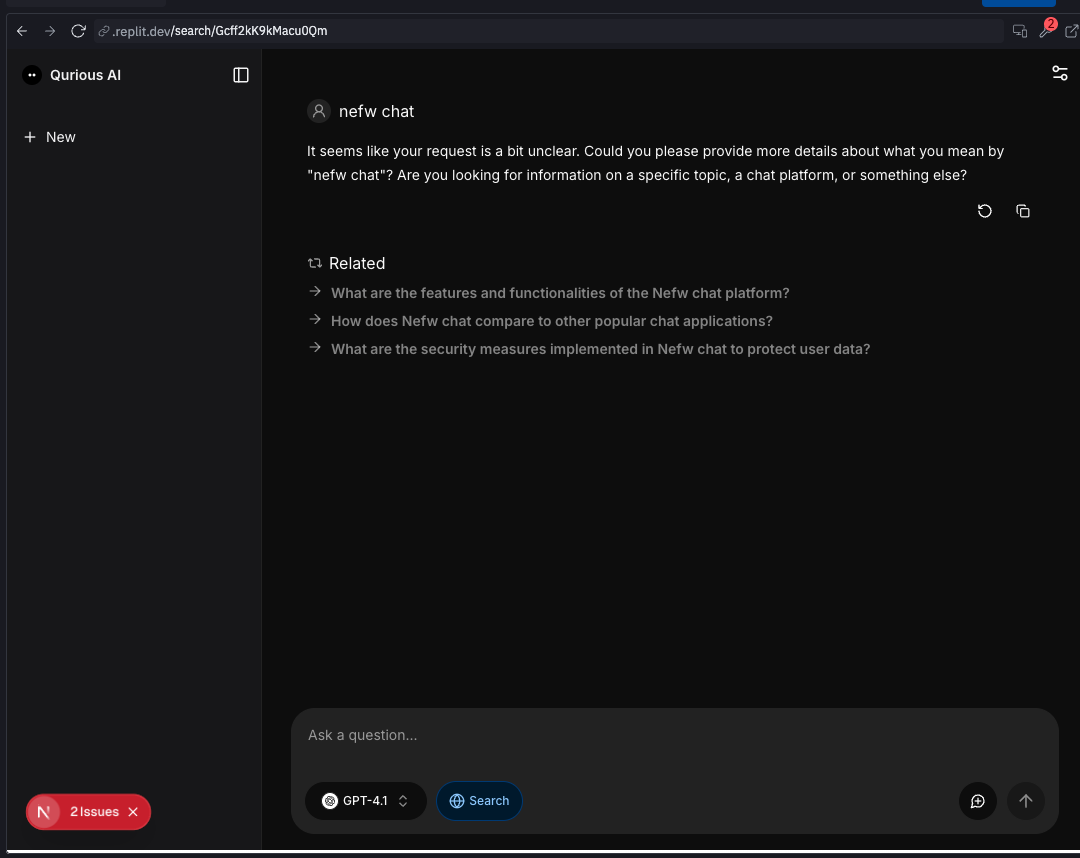 .replit.dev/search/Gcff2kK9kMacu0Qm
2
Qurious AI
New
nefw chat
It seems like your request is a bit unclear. Could you please provide more details about what you mean by
"nefw chat"? Are you looking for information on a specific topic, a chat platform, or something else?
Related
What are the features and functionalities of the Nefw chat platform?
How does Nefw chat compare to other popular chat applications?
What are the security measures implemented in Nefw chat to protect user data?
Ask a question...
GPT-4.1
Search
N
2 Issues